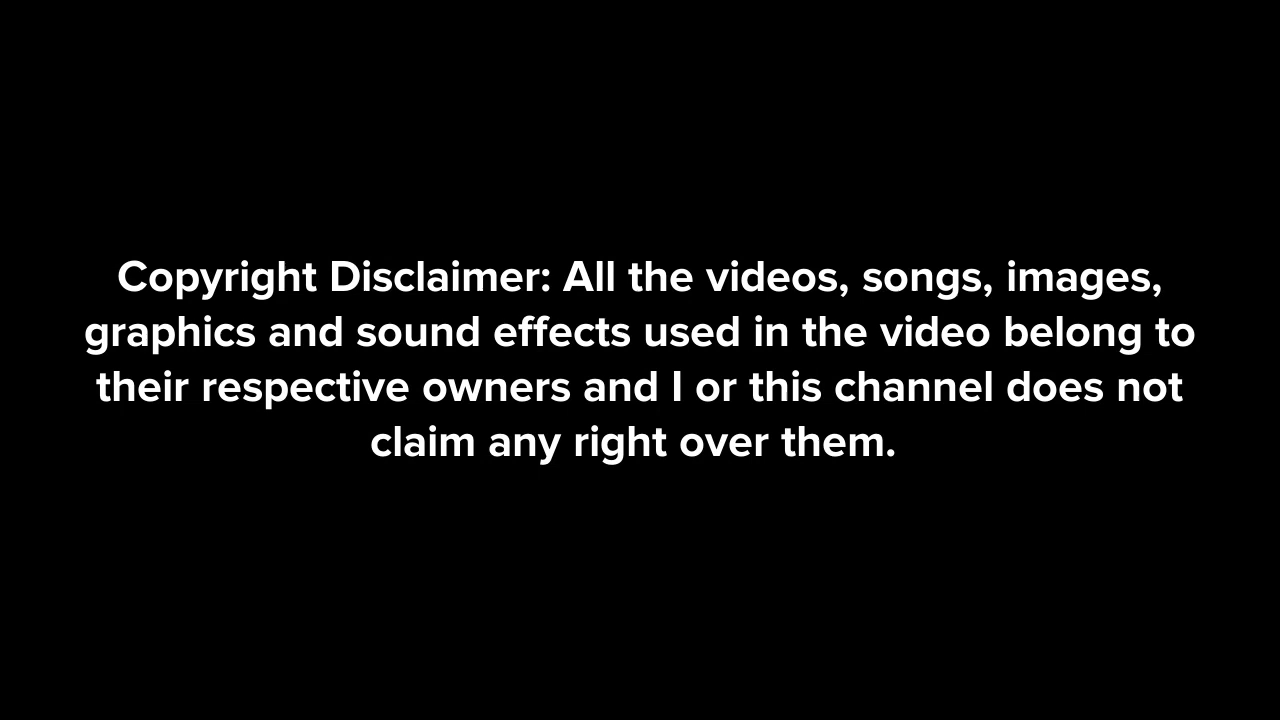 Copyright Disclaimer: All the videos, songs, images,
graphics and sound effects used in the video belong to
their respective owners and I or this channel does not
claim any right over them.